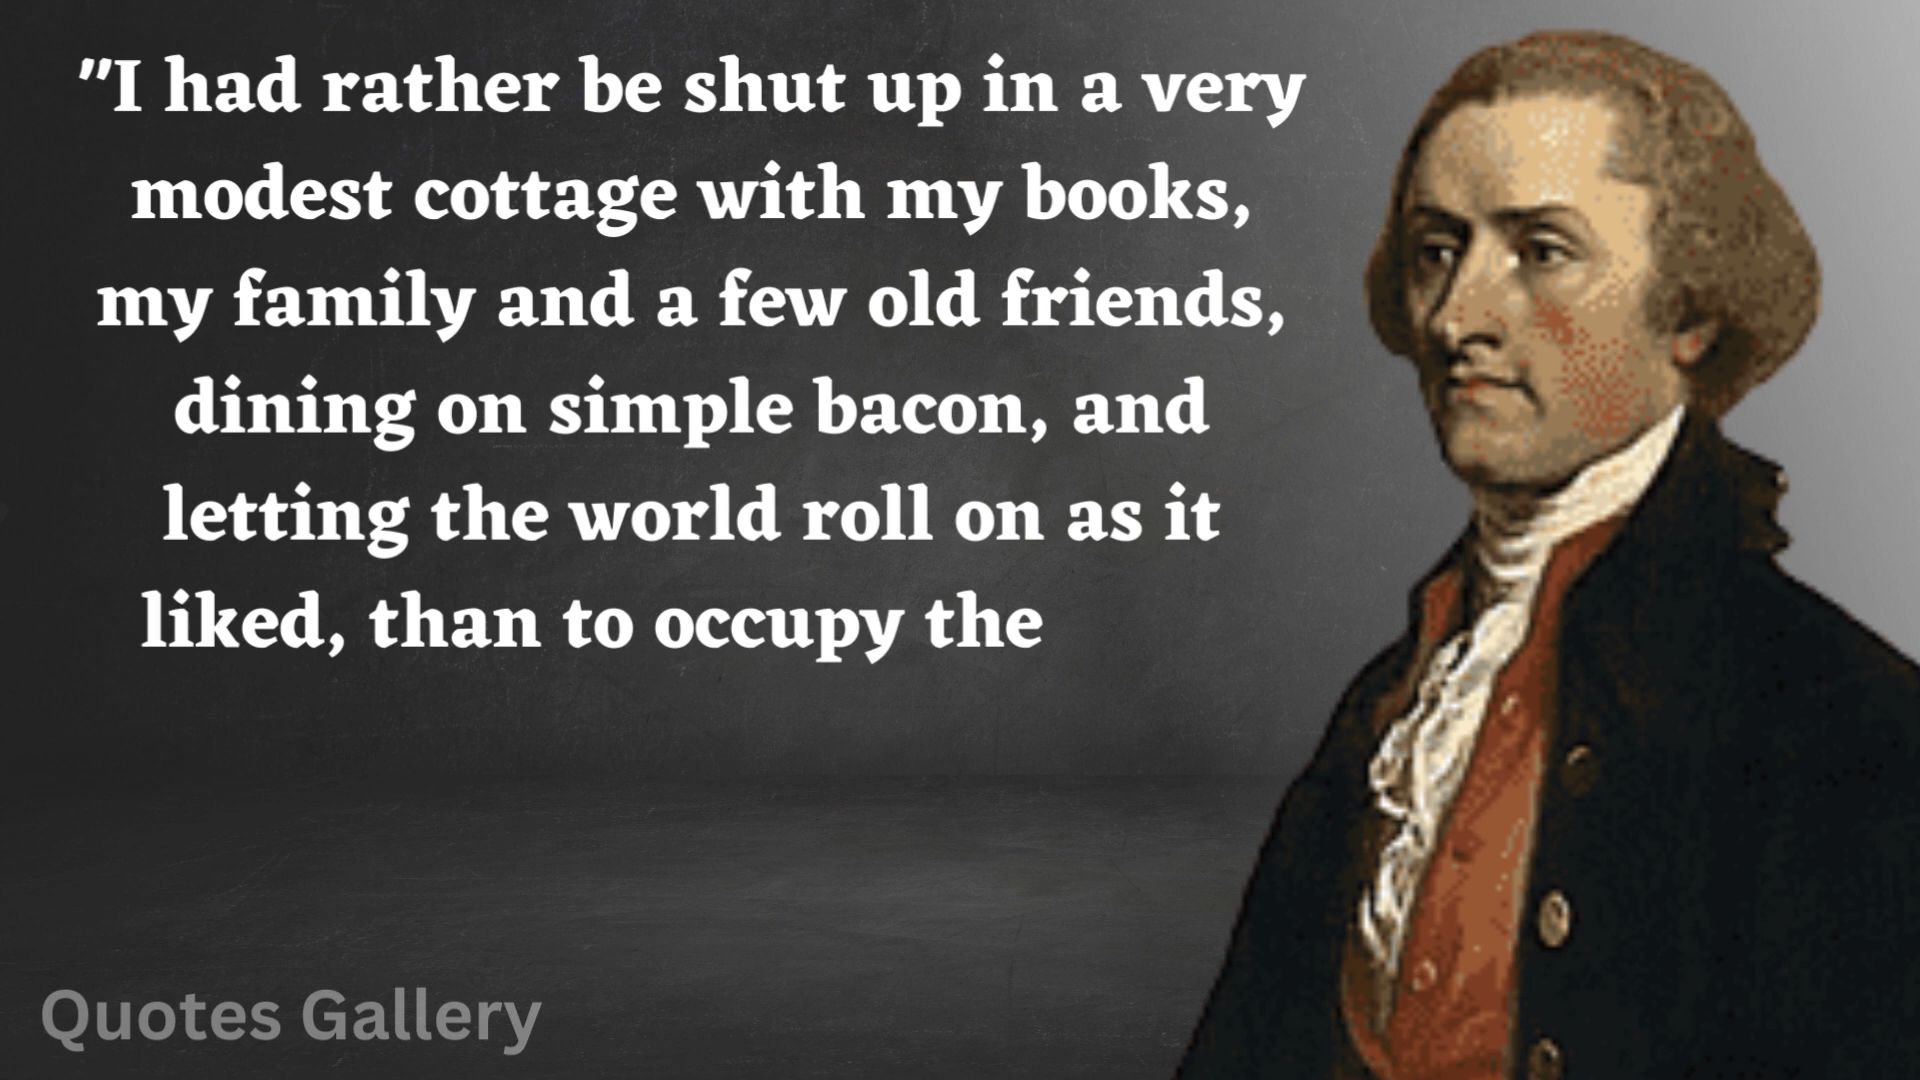 "I had rather be shut up in a very
modest cottage with my books,
my family and a few old friends,
dining on simple bacon, and
letting the world roll on as it
liked, than to occupy the
Quotes Gallery